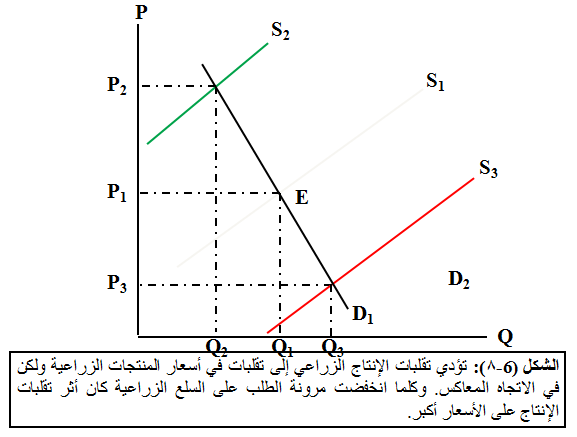 P
S₂
P₂
S₁
S₃
P₁
E
P₃
D₂
D₁
Q₂
Q₁
Q₃
Q
الشكل (6-٨): تؤدي تقلبات الإنتاج الزراعي إلى تقلبات في أسعار المنتجات الزراعية ولكن
في الاتجاه المعاكس. وكلما انخفضت مرونة الطلب على السلع الزراعية كان أثر تقلبات
الإنتاج على الأسعار أكبر.